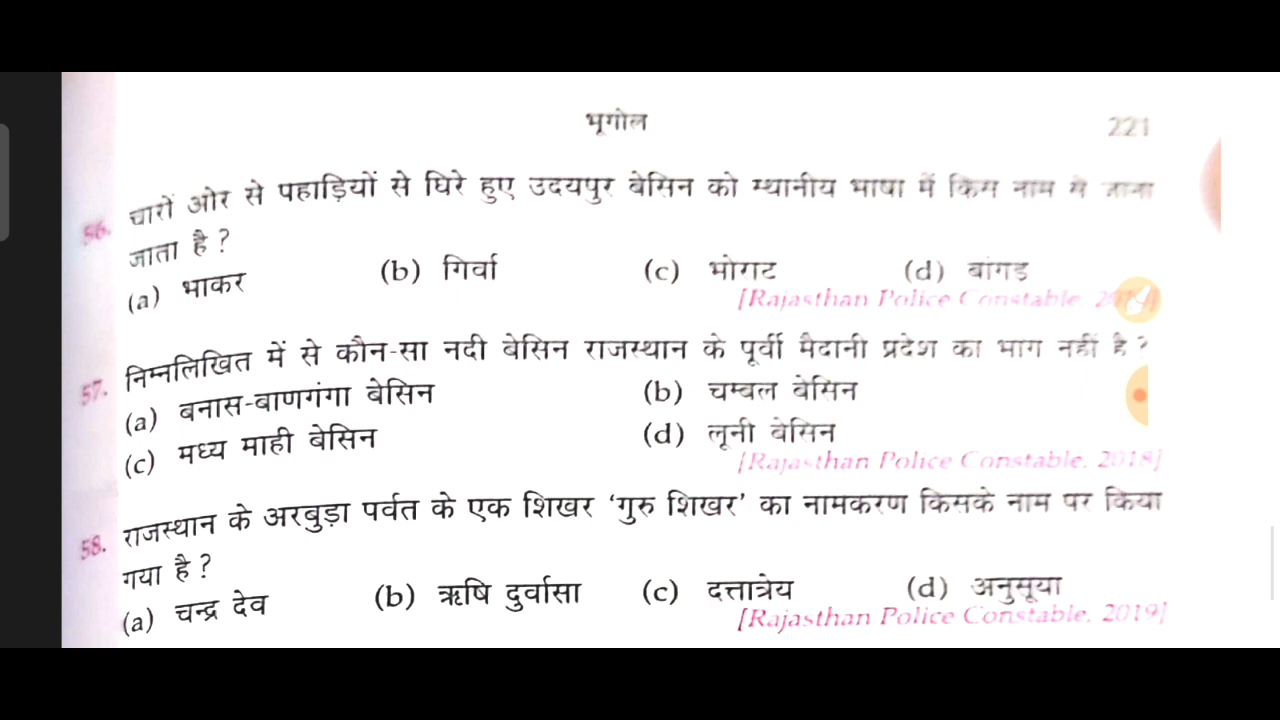 भूगोल 221
56. चारों ओर से पहाड़ियों से घिरे हुए उदयपुर बेसिन को स्थानीय भाषा में किस नाम से जाना
जाता है ?
(a) भाकर (b) गिर्वा (c) भोगट (d) बांगड़
[Rajasthan Police Constable,
57. निम्नलिखित में से कौन-सा नदी बेसिन राजस्थान के पूर्वी मैदानी प्रदेश का भाग नहीं है ?
(a) बनास-बाणगंगा बेसिन (b) चम्बल बेसिन
(c) मध्य माही बेसिन (d) लूनी बेसिन
[Rajasthan Police Constable, 2018]
58. राजस्थान के अरबुड़ा पर्वत के एक शिखर ‘गुरु शिखर’ का नामकरण किसके नाम पर किया
गया है ?
(a) चन्द्र देव (b) ऋषि दुर्वासा (c) दत्तात्रेय (d) अनुसूया
[Rajasthan Police Constable, 2019]